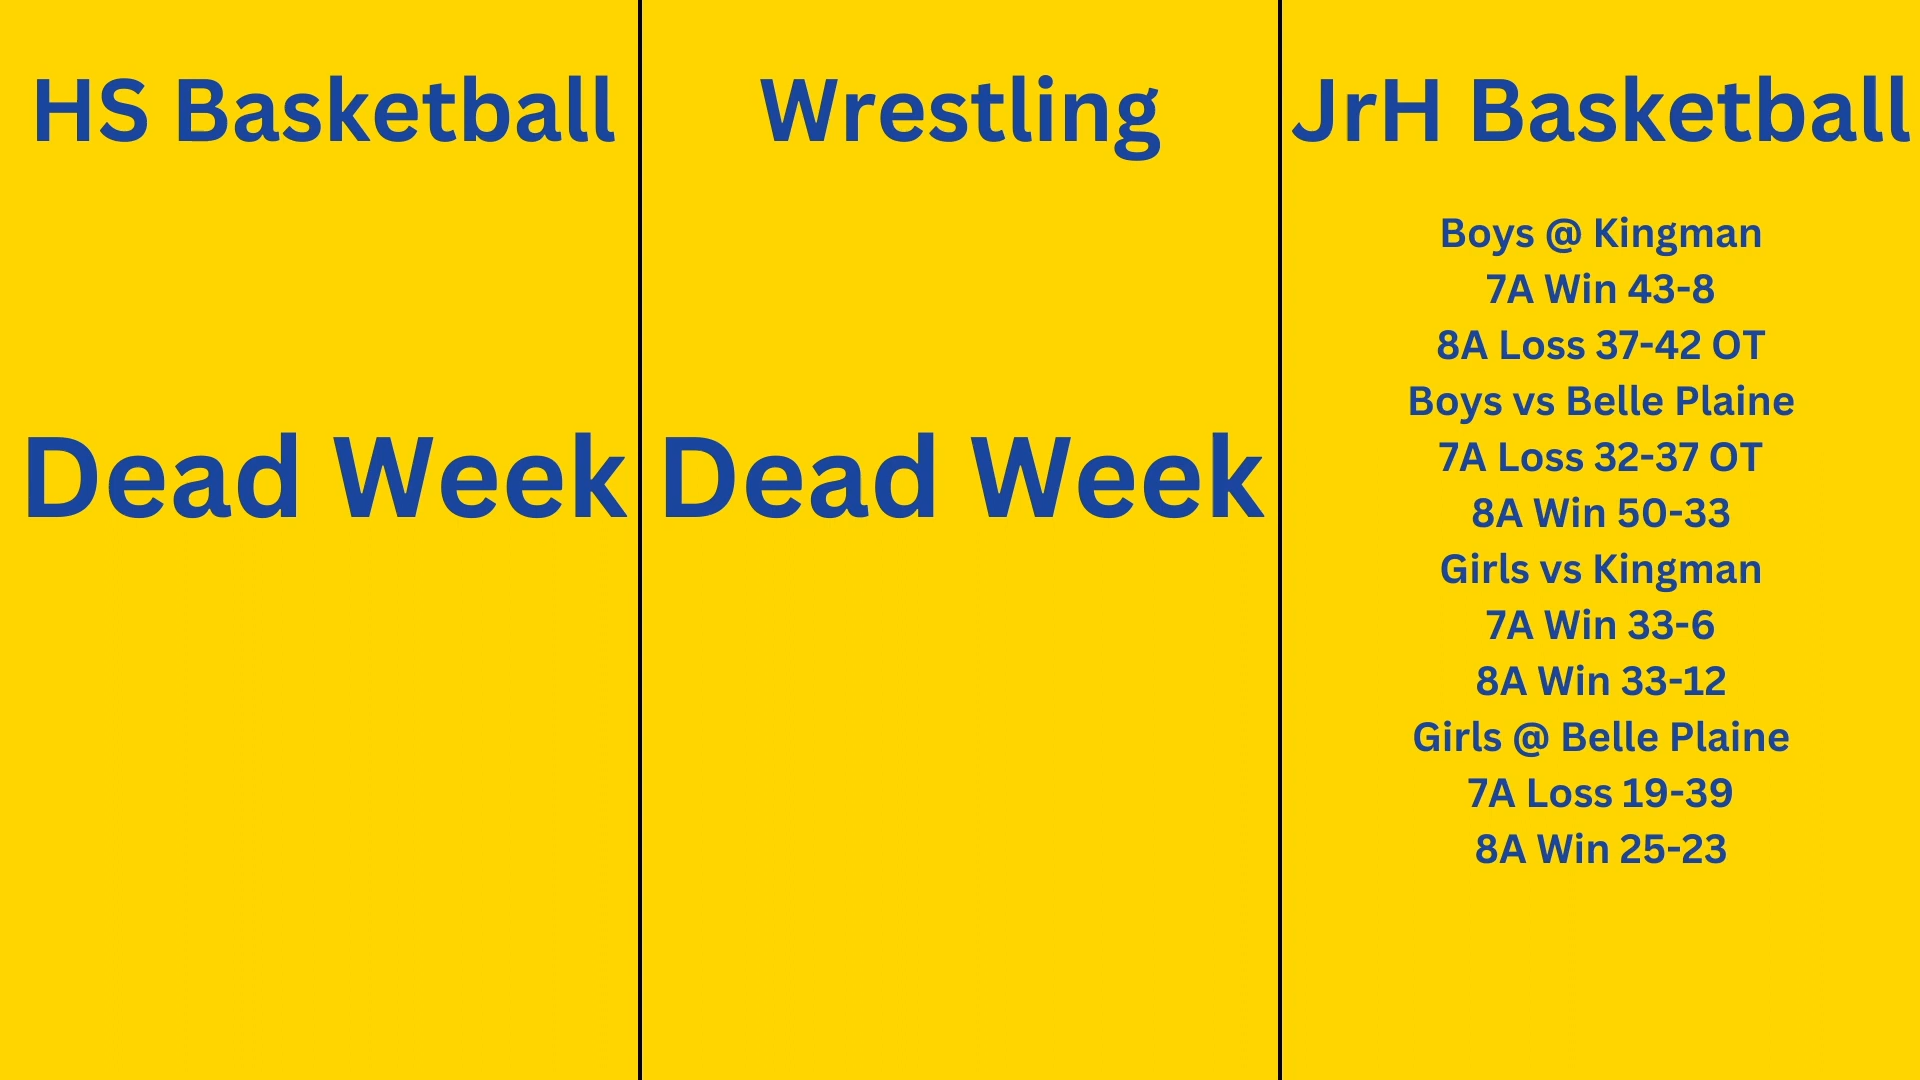 HS Basketball
Dead Week
Wrestling
Dead Week
JrH Basketball
Boys @ Kingman
7A Win 43-8
8A Loss 37-42 OT
Boys vs Belle Plaine
7A Loss 32-37 OT
8A Win 50-33
Girls vs Kingman
7A Win 33-6
8A Win 33-12
Girls @ Belle Plaine
7A Loss 19-39
8A Win 25-23